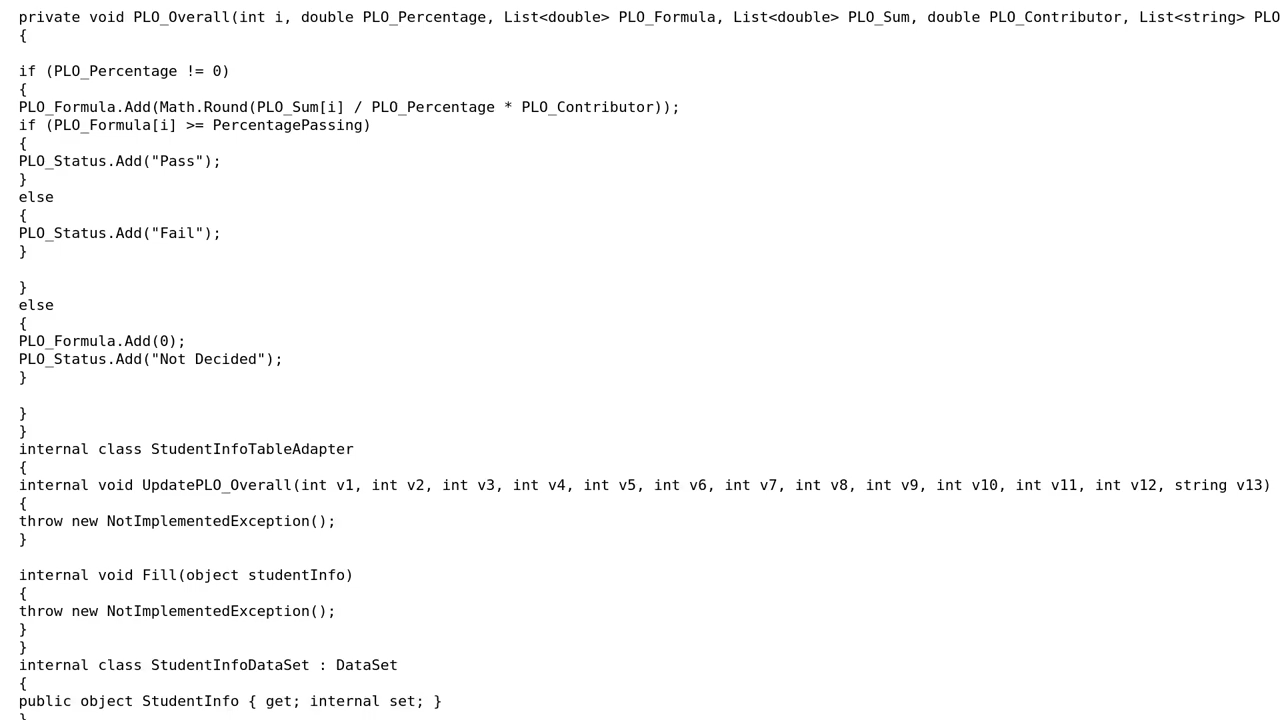 private void PLO_Overall(int i, double PLO_Percentage, List<double> PLO_Formula, List<double> PLO_Sum, double PLO_Contributor, List<string> PLO
{
if (PLO_Percentage != 0)
{
PLO_Formula.Add(Math.Round(PLO_Sum[i] / PLO_Percentage * PLO_Contributor));
if (PLO_Formula[i] >= PercentagePassing)
{
PLO_Status.Add("Pass");
}
else
{
PLO_Status.Add("Fail");
}
}
else
{
PLO_Formula.Add(0);
PLO_Status.Add("Not Decided");
}
}
}
internal class StudentInfoTableAdapter
{
internal void UpdatePLO_Overall(int v1, int v2, int v3, int v4, int v5, int v6, int v7, int v8, int v9, int v10, int v11, int v12, string v13)
{
throw new NotImplementedException();
}
internal void Fill(object studentInfo)
{
throw new NotImplementedException();
}
}
internal class StudentInfoDataSet : DataSet
{
public object StudentInfo { get; internal set; }
}